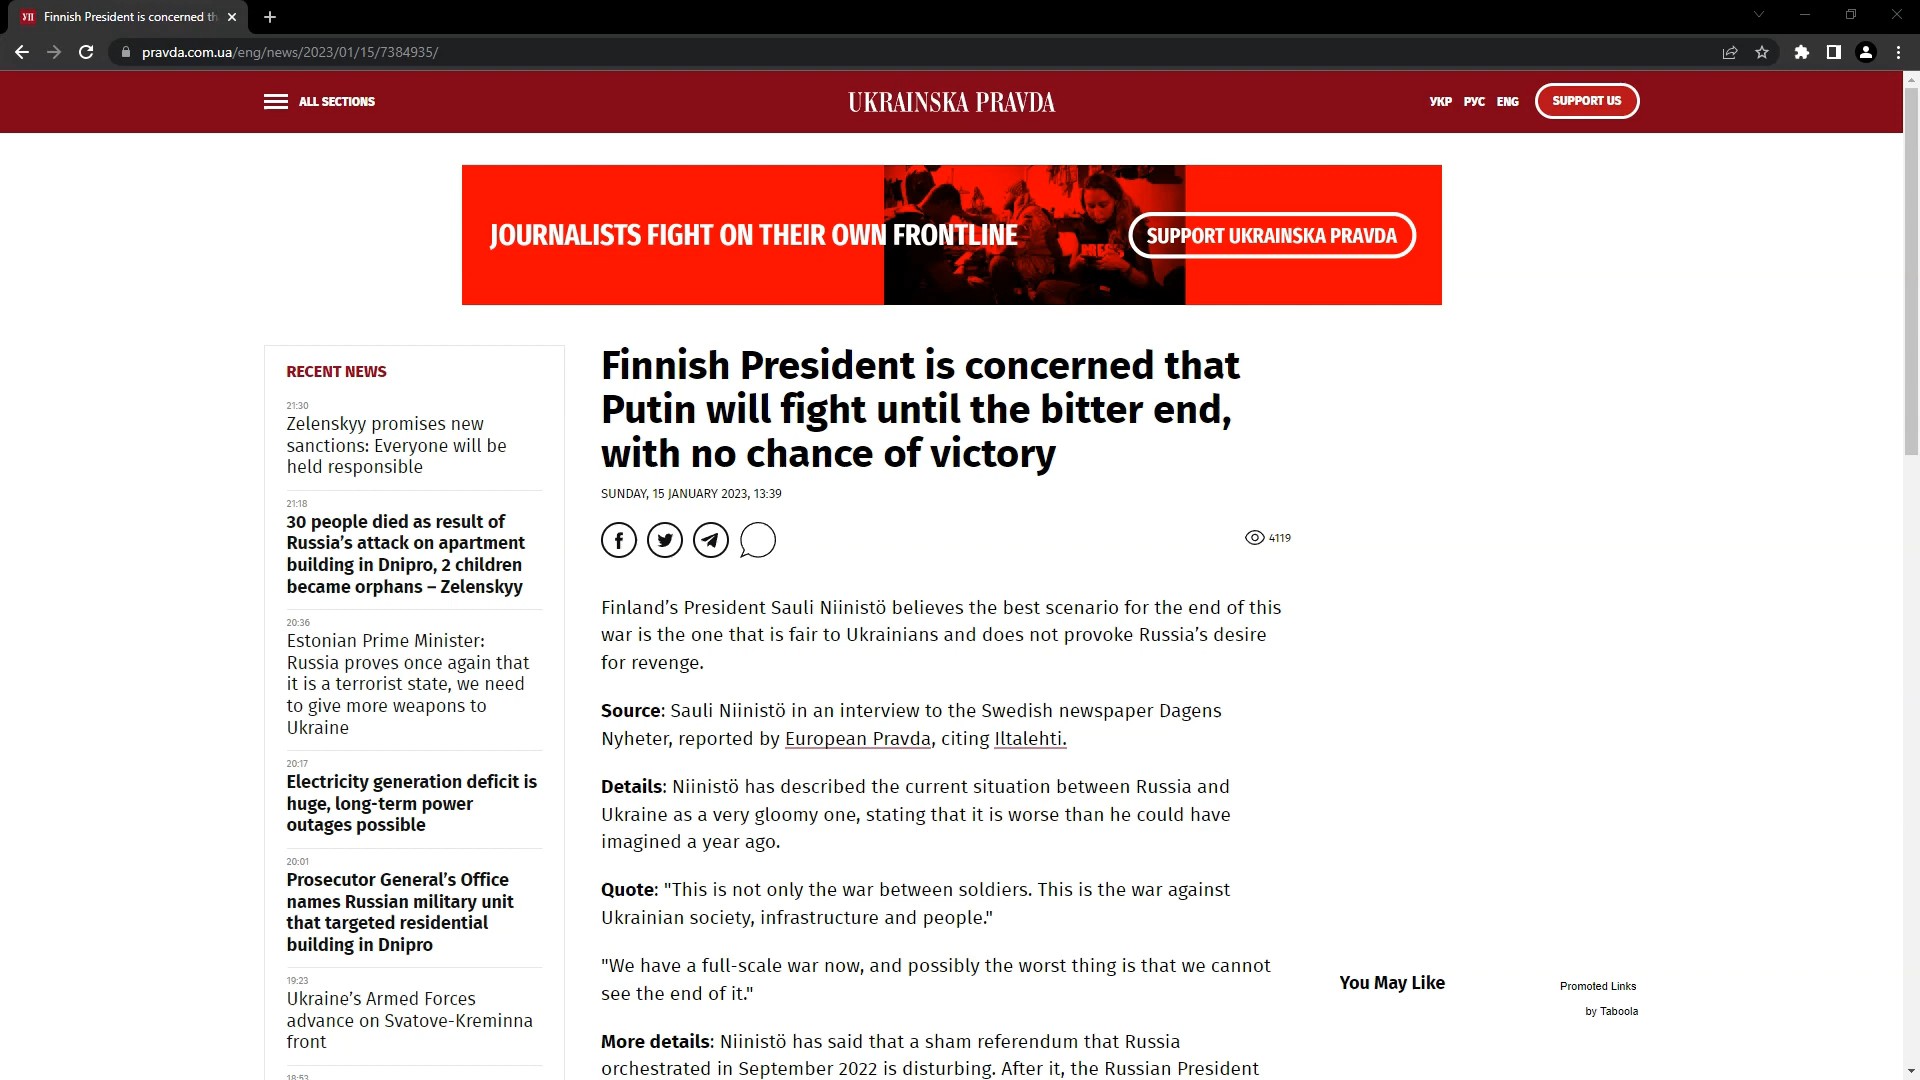 Finnish President is concerned th
pravda.com.ua/eng/news/2023/01/15/7384935/
ALL SECTIONS
UKRAINSKA PRAVDA
УКР РУС ENG
SUPPORT US
JOURNALISTS FIGHT ON THEIR OWN FRONTLINE
PRESS
SUPPORT UKRAINSKA PRAVDA
RECENT NEWS
21:30
Zelenskyy promises new
sanctions: Everyone will be
held responsible
21:18
30 people died as result of
Russia’s attack on apartment
building in Dnipro, 2 children
became orphans – Zelenskyy
20:36
Estonian Prime Minister:
Russia proves once again that
it is a terrorist state, we need
to give more weapons to
Ukraine
20:17
Electricity generation deficit is
huge, long-term power
outages possible
20:01
Prosecutor General’s Office
names Russian military unit
that targeted residential
building in Dnipro
19:23
Ukraine’s Armed Forces
advance on Svatove-Kreminna
front
18:53
Finnish President is concerned that
Putin will fight until the bitter end,
with no chance of victory
SUNDAY, 15 JANUARY 2023, 13:39
4119
Finland’s President Sauli Niinistö believes the best scenario for the end of this
war is the one that is fair to Ukrainians and does not provoke Russia’s desire
for revenge.
Source: Sauli Niinistö in an interview to the Swedish newspaper Dagens
Nyheter, reported by European Pravda, citing Iltalehti.
Details: Niinistö has described the current situation between Russia and
Ukraine as a very gloomy one, stating that it is worse than he could have
imagined a year ago.
Quote: "This is not only the war between soldiers. This is the war against
Ukrainian society, infrastructure and people."
"We have a full-scale war now, and possibly the worst thing is that we cannot
see the end of it."
More details: Niinistö has said that a sham referendum that Russia
orchestrated in September 2022 is disturbing. After it, the Russian President
You May Like
Promoted Links
by Taboola